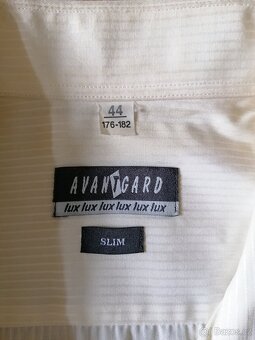 44
176-182
AVANTGARD
lux lux lux lux lux lux
SLIM